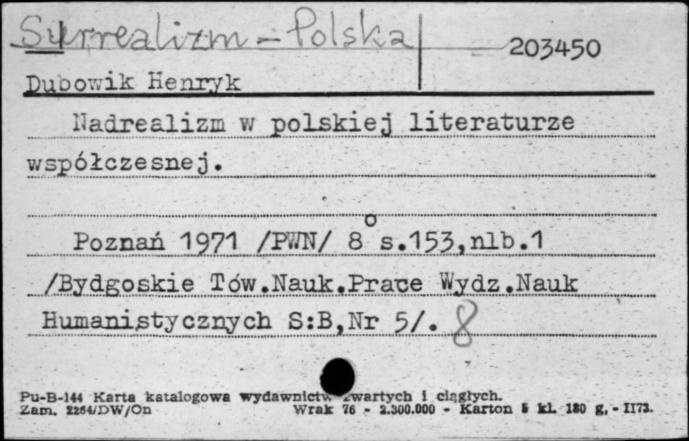 Surrealizm - Polska
203450
Dubowik Henryk
Nadrealizm w polskiej literaturze
współczesnej.
Poznań 1971 /PWN/ 8° s.153,nlb.1
/Bydgoskie Tów.Nauk.Prace Wydz.Nauk
Humanistycznych S:B,Nr 5/. 8
Pu-B-144 Karta katalogowa wydawnictw zwartych i ciągłych.
Zam. 2264/DW/On Wrak 76 - 2.300.000 - Karton kl. 180 g, - II73.